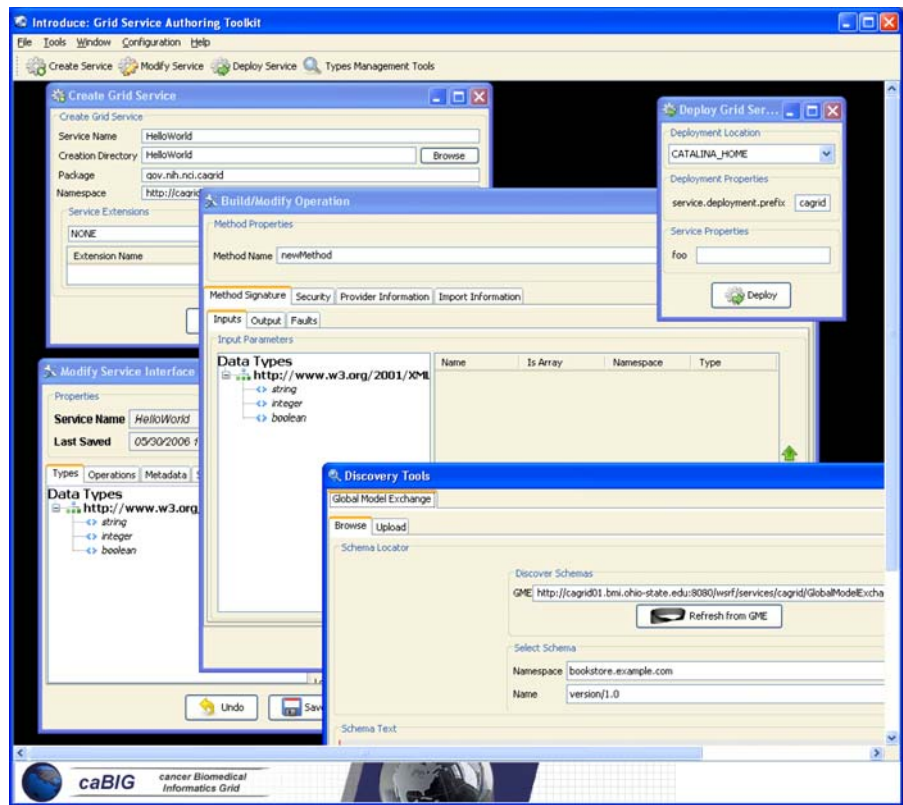 Introduce: Grid Service Authoring Toolkit
File Tools Window Configuration Help
Create Service Modify Service Deploy Service Types Management Tools
Create Grid Service
Create Grid Service
Service Name HelloWorld
Creation Directory HelloWorld Browse
Package gov.nih.nci.cagrid
Namespace http://cagrid
Service Extensions
NONE
Extension Name
Deploy Grid Ser...
Deployment Location
CATALINA_HOME
Deployment Properties
service.deployment.prefix cagrid
Service Properties
foo
Deploy
Build/Modify Operation
Method Properties
Method Name newMethod
Method Signature Security Provider Information Import Information
Inputs Output Faults
Input Parameters
Data Types
http://www.w3.org/2001/XML
<> string
<> integer
<> boolean
Name Is Array Namespace Type
Modify Service Interface
Properties
Service Name HelloWorld
Last Saved 05/30/2006 1
Types Operations Metadata S
Data Types
http://www.w3.org
<> string
<> integer
<> boolean
Undo Sav
Discovery Tools
Global Model Exchange
Browse Upload
Schema Locator
Discover Schemas
GME http://cagrid01.bmi.ohio-state.edu:8080/wsrf/services/cagrid/GlobalModelExcha
Refresh from GME
Select Schema
Namespace bookstore.example.com
Name version/1.0
Schema Text
caBIG cancer Biomedical
Informatics Grid